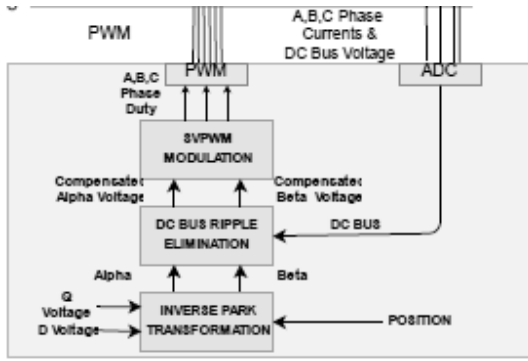 PWM
A,B,C Phase
Currents &
DC Bus Voltage
A,B,C
Phase
Duty
PWM
ADC
SVPWM
MODULATION
Compensated
Alpha Voltage
Compensated
Beta Voltage
DC BUS RIPPLE
ELIMINATION
DC BUS
Alpha
Beta
Q
Voltage
D Voltage
INVERSE PARK
TRANSFORMATION
POSITION